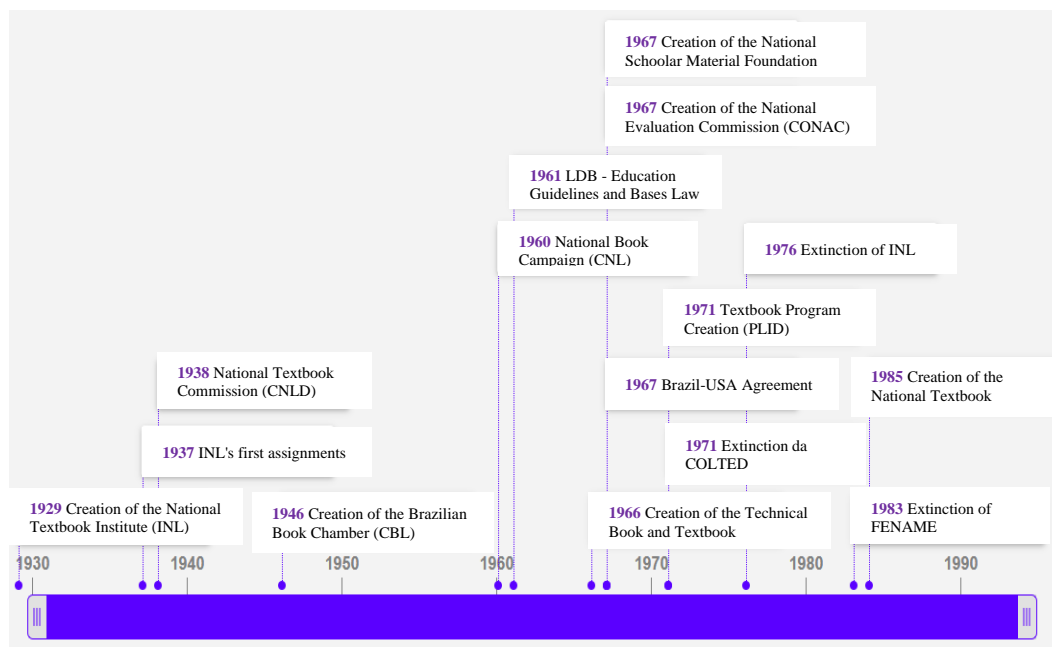 1967 Creation of the National
Schoolar Material Foundation
1967 Creation of the National
Evaluation Commission (CONAC)
1961 LDB - Education
Guidelines and Bases Law
1960 National Book
Campaign (CNL)
1976 Extinction of INL
1971 Textbook Program
Creation (PLID)
1938 National Textbook
Commission (CNLD)
1967 Brazil-USA Agreement
1985 Creation of the
National Textbook
1937 INL's first assignments
1971 Extinction da
COLTED
1929 Creation of the National
Textbook Institute (INL)
1946 Creation of the Brazilian
Book Chamber (CBL)
1966 Creation of the Technical
Book and Textbook
1983 Extinction of
FENAME
1930 1940 1950 1960 1970 1980 1990